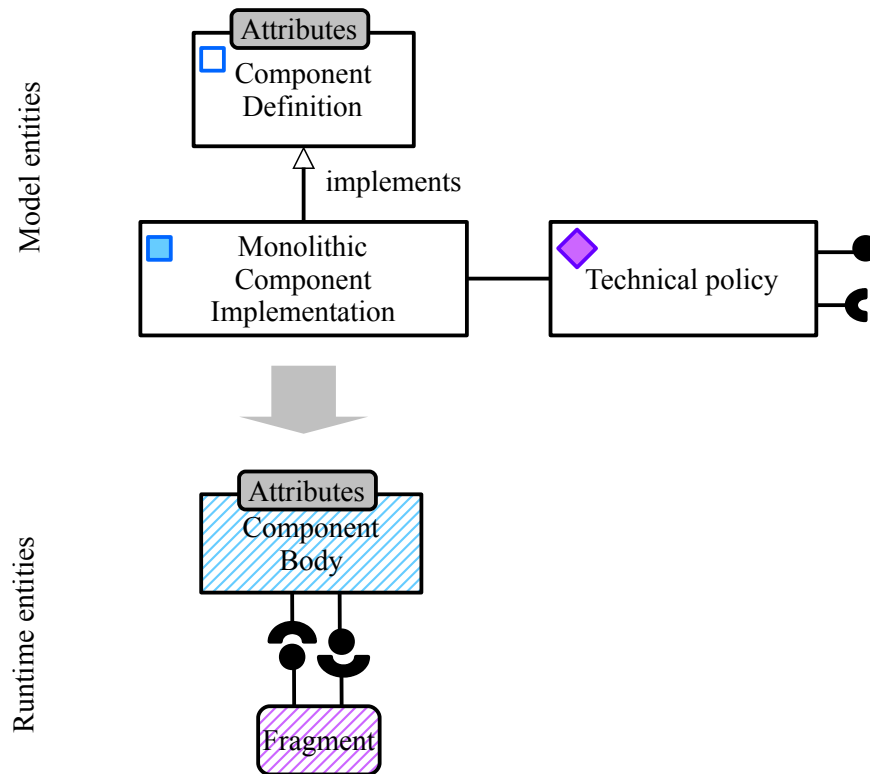 Model entities
Attributes
Component
Definition
implements
Monolithic
Component
Implementation
Technical policy
Runtime entities
Attributes
Component
Body
Fragment